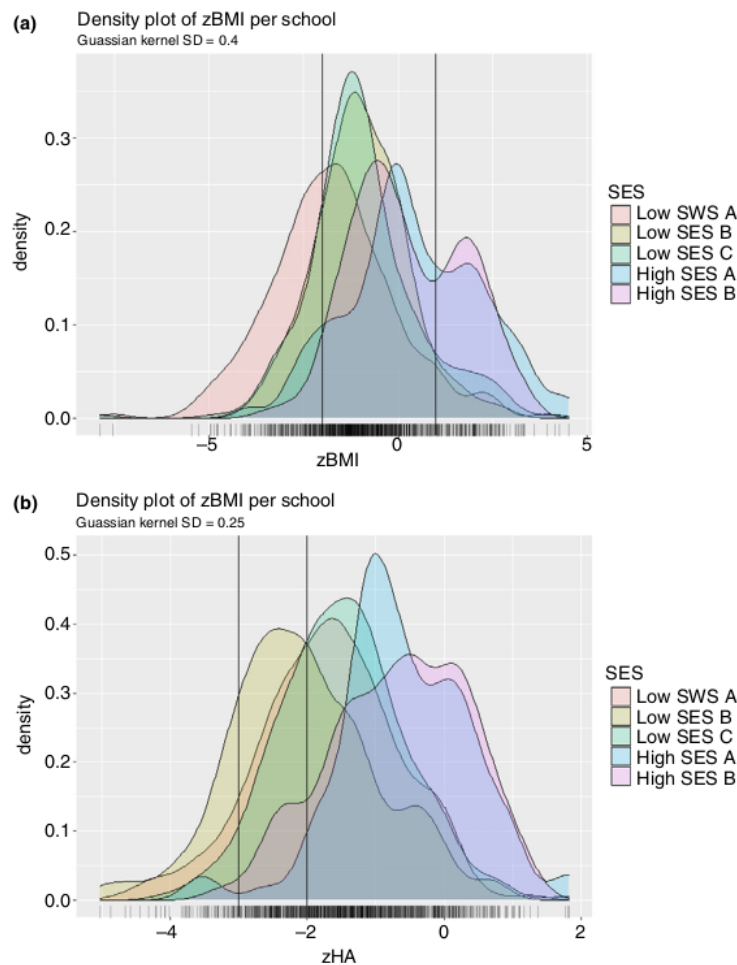 (a)
Density plot of zBMI per school
Guassian kernel SD = 0.4
0.3
0.2
0.1
0.0
density
−5
0
5
zBMI
SES
Low SWS A
Low SES B
Low SES C
High SES A
High SES B
(b)
Density plot of zBMI per school
Guassian kernel SD = 0.25
0.5
0.4
0.3
0.2
0.1
0.0
density
−4
−2
0
2
zHA
SES
Low SWS A
Low SES B
Low SES C
High SES A
High SES B